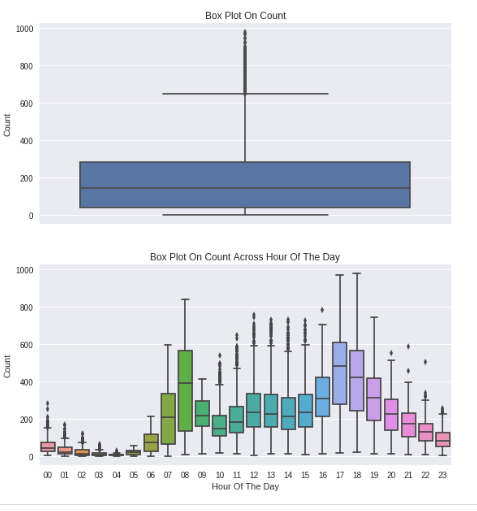 Box Plot On Count
1000
800
600
400
200
0
Count
Box Plot On Count Across Hour Of The Day
1000
800
600
400
200
0
Count
00 01 02 03 04 05 06 07 08 09 10 11 12 13 14 15 16 17 18 19 20 21 22 23
Hour Of The Day